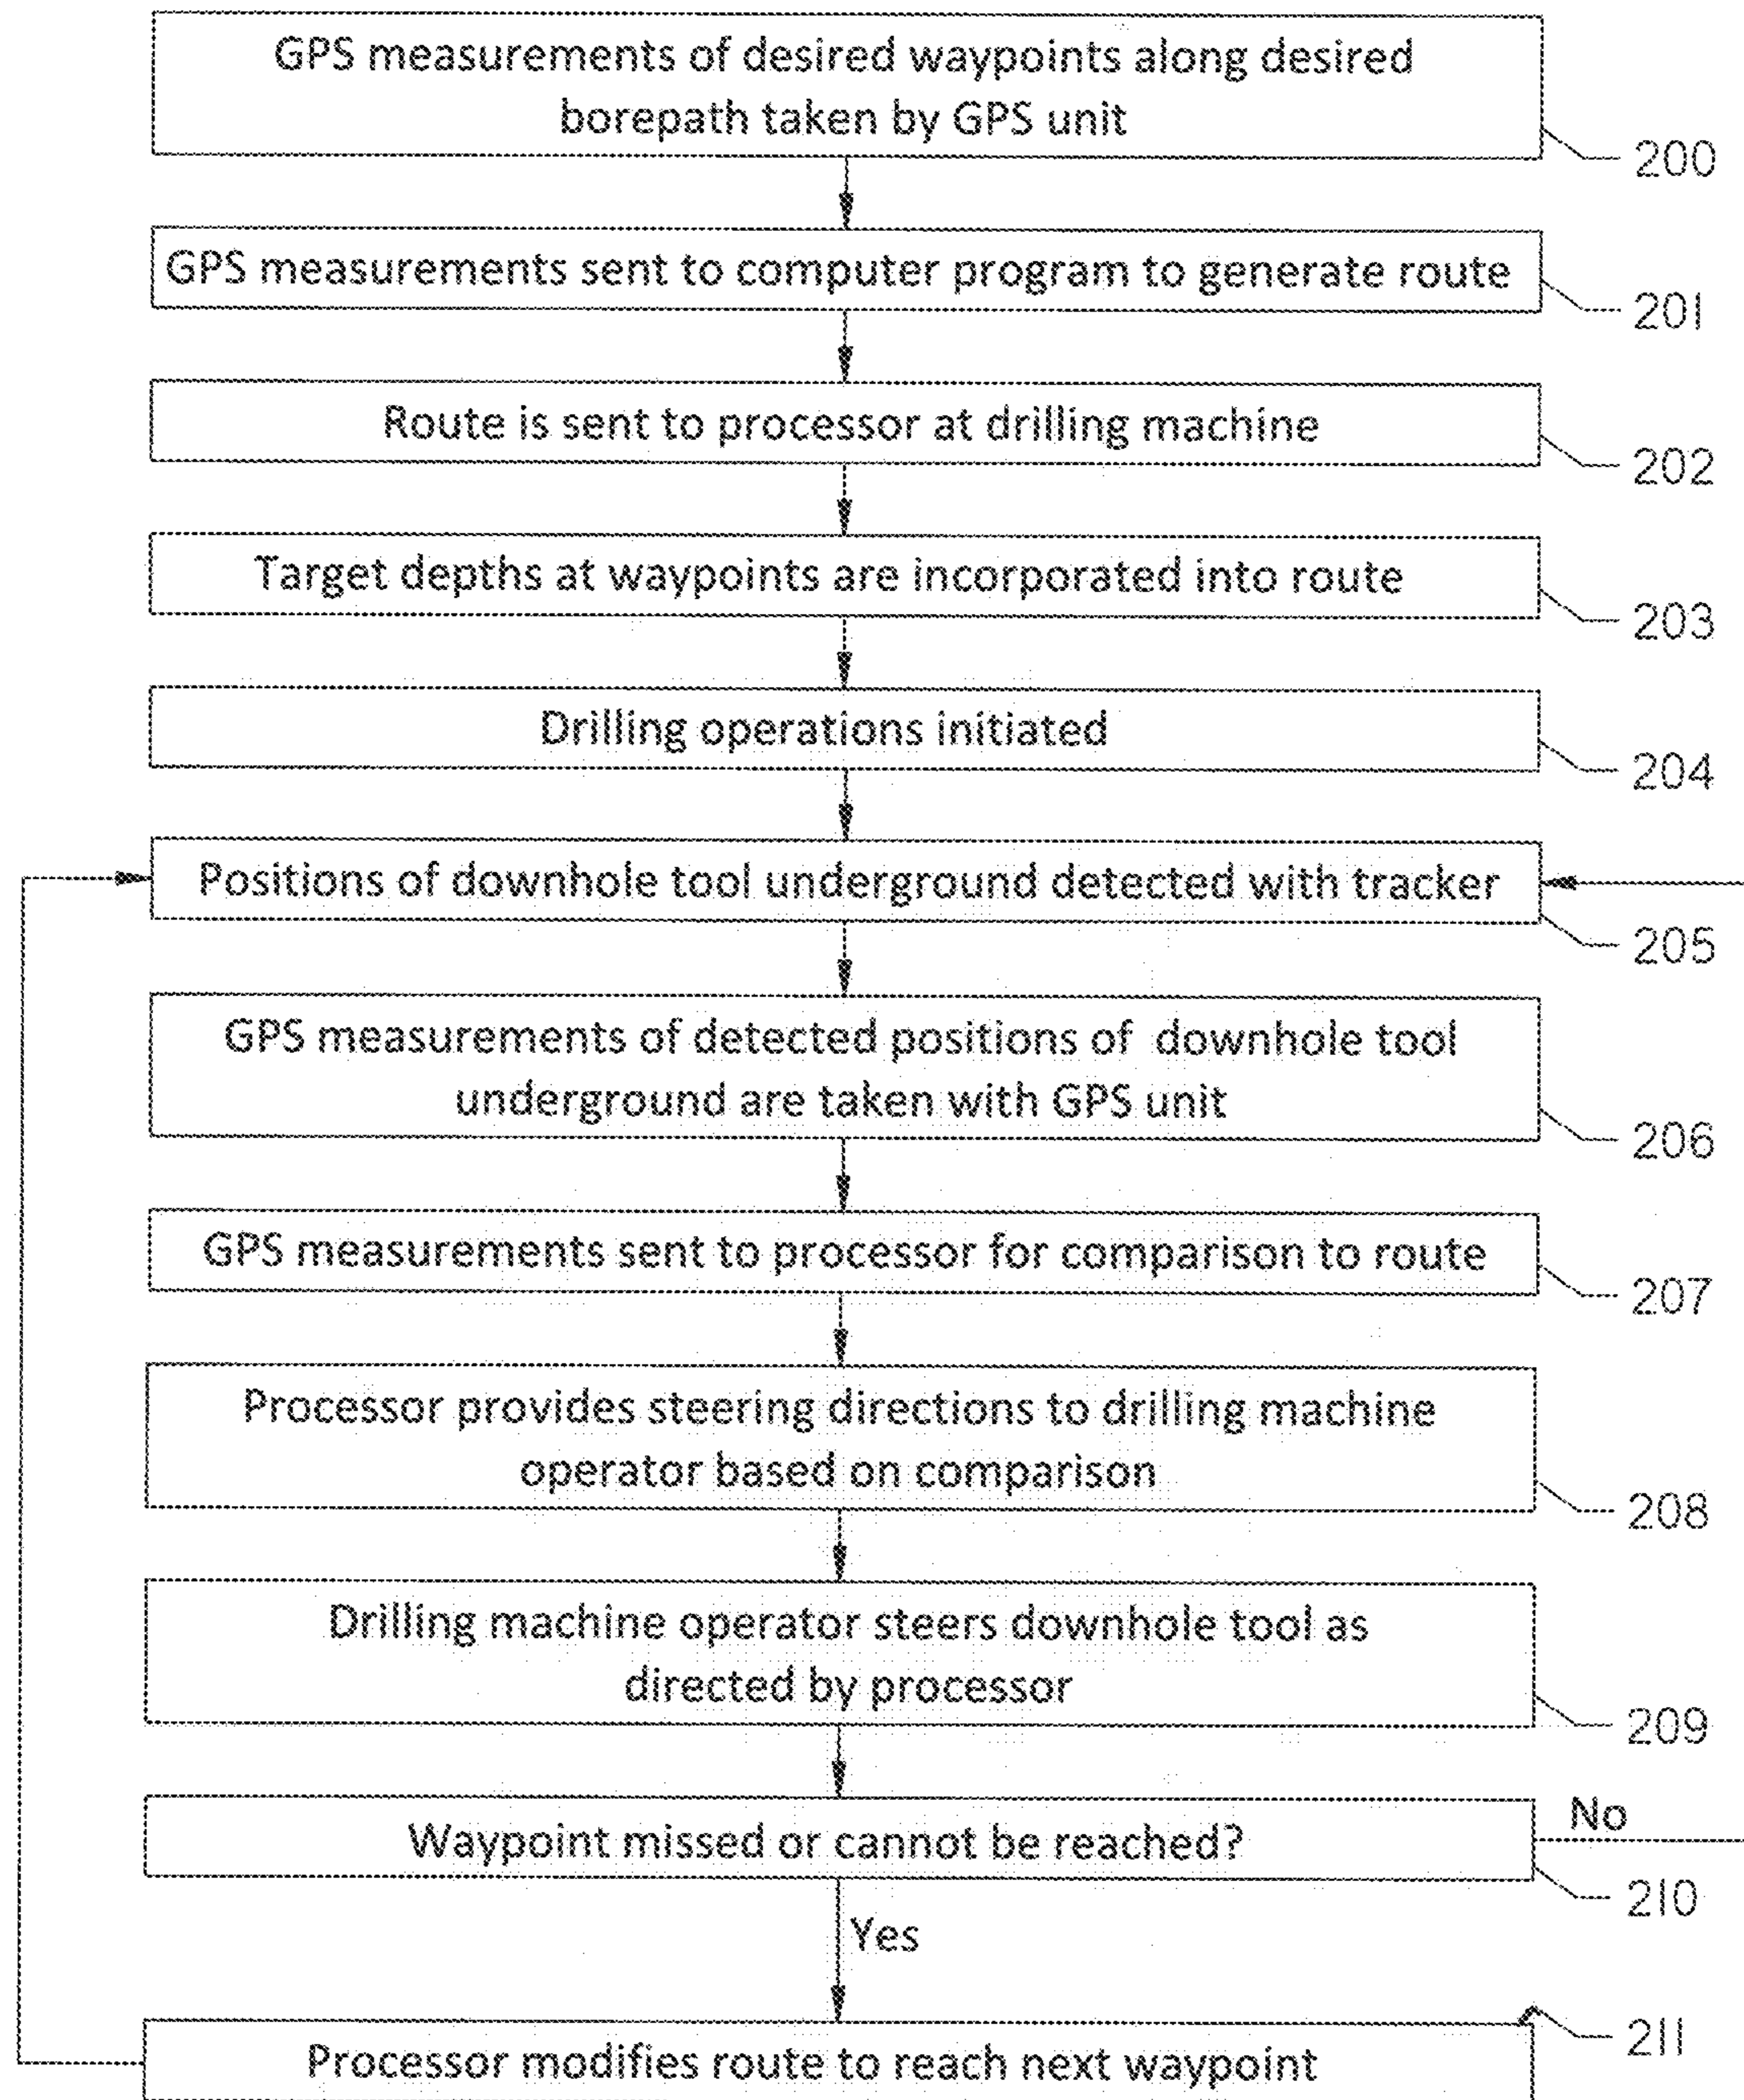 GPS measurements of desired waypoints along desired
borepath taken by GPS unit
200
GPS measurements sent to computer program to generate route
201
Route is sent to processor at drilling machine
202
Target depths at waypoints are incorporated into route
203
Drilling operations initiated
204
Positions of downhole tool underground detected with tracker
205
GPS measurements of detected positions of downhole tool
underground are taken with GPS unit
206
GPS measurements sent to processor for comparison to route
207
Processor provides steering directions to drilling machine
operator based on comparison
208
Drilling machine operator steers downhole tool as
directed by processor
209
Waypoint missed or cannot be reached?
No
210
Yes
211
Processor modifies route to reach next waypoint